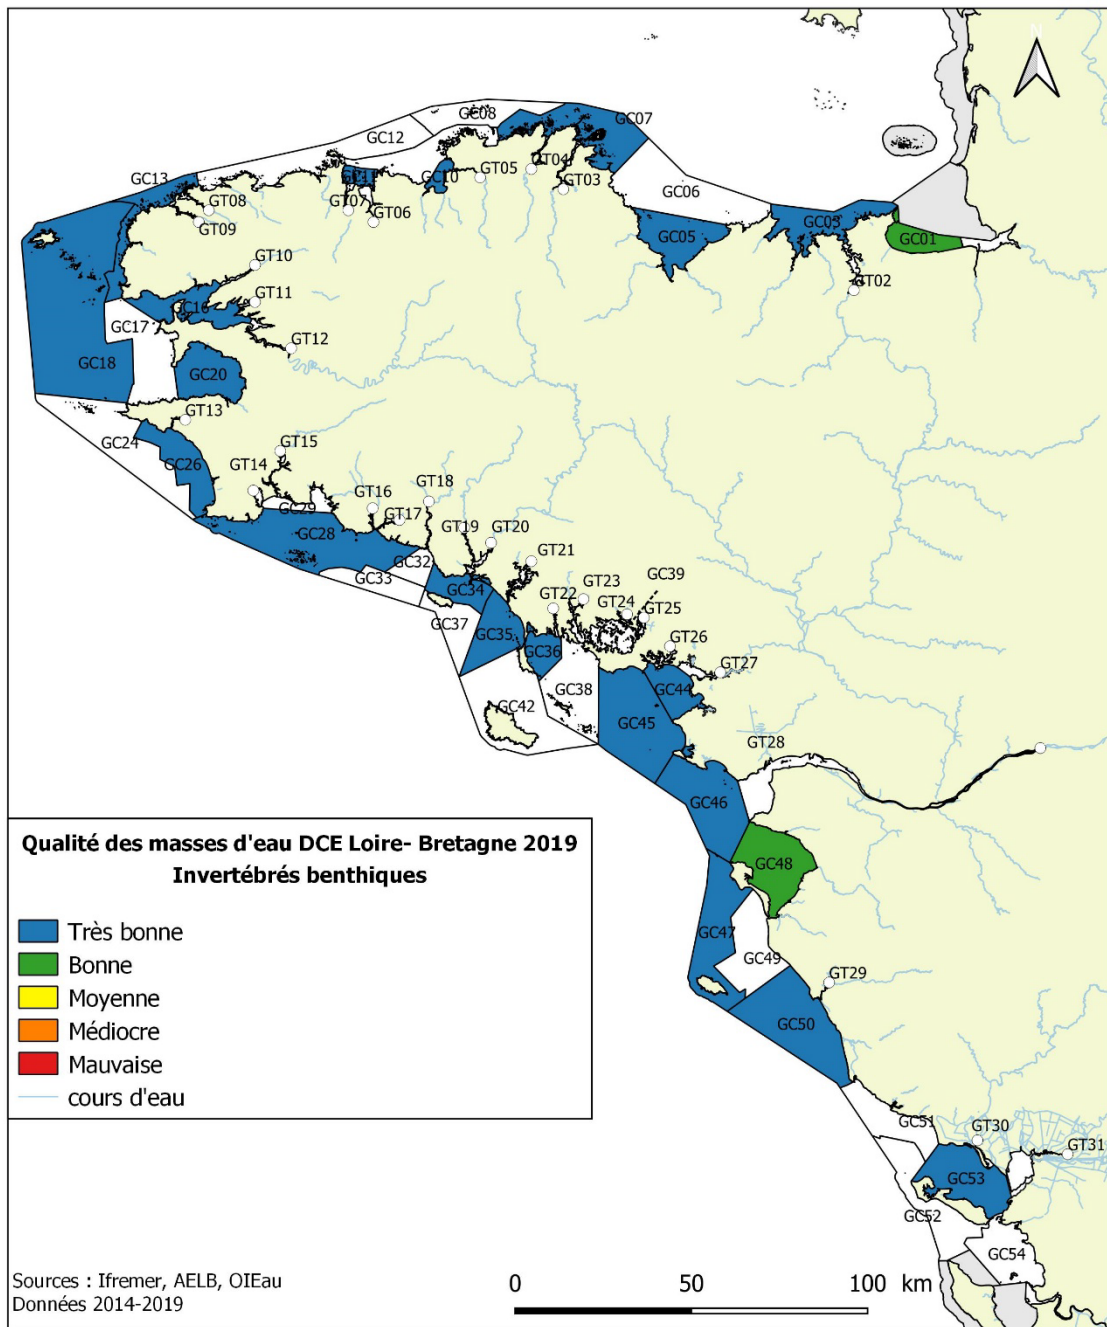 N
GC08
GC07
GC12
GC13
GC11
GC10
GT05
GT04
GT03
GC06
GT08
GT09
GT07
GT06
GC05
GC03
GC01
GT10
GT02
GT11
GC16
GC17
GT12
GC18
GC20
GT13
GC24
GT15
GC26
GT14
GT16
GT18
GC29
GT17
GT19
GT20
GC28
GC32
GT21
GC33
GC34
GT23
GC39
GT22
GT24
GT25
GC37
GC35
GC36
GT26
GT27
GC38
GC44
GC42
GC45
GT28
GC46
GC48
GC47
GC49
GT29
GC50
GC51
GT30
GT31
GC53
GC52
GC54
Qualité des masses d'eau DCE Loire- Bretagne 2019
Invertébrés benthiques
Très bonne
Bonne
Moyenne
Médiocre
Mauvaise
cours d'eau
Sources : Ifremer, AELB, OIEau
Données 2014-2019
0 50 100 km